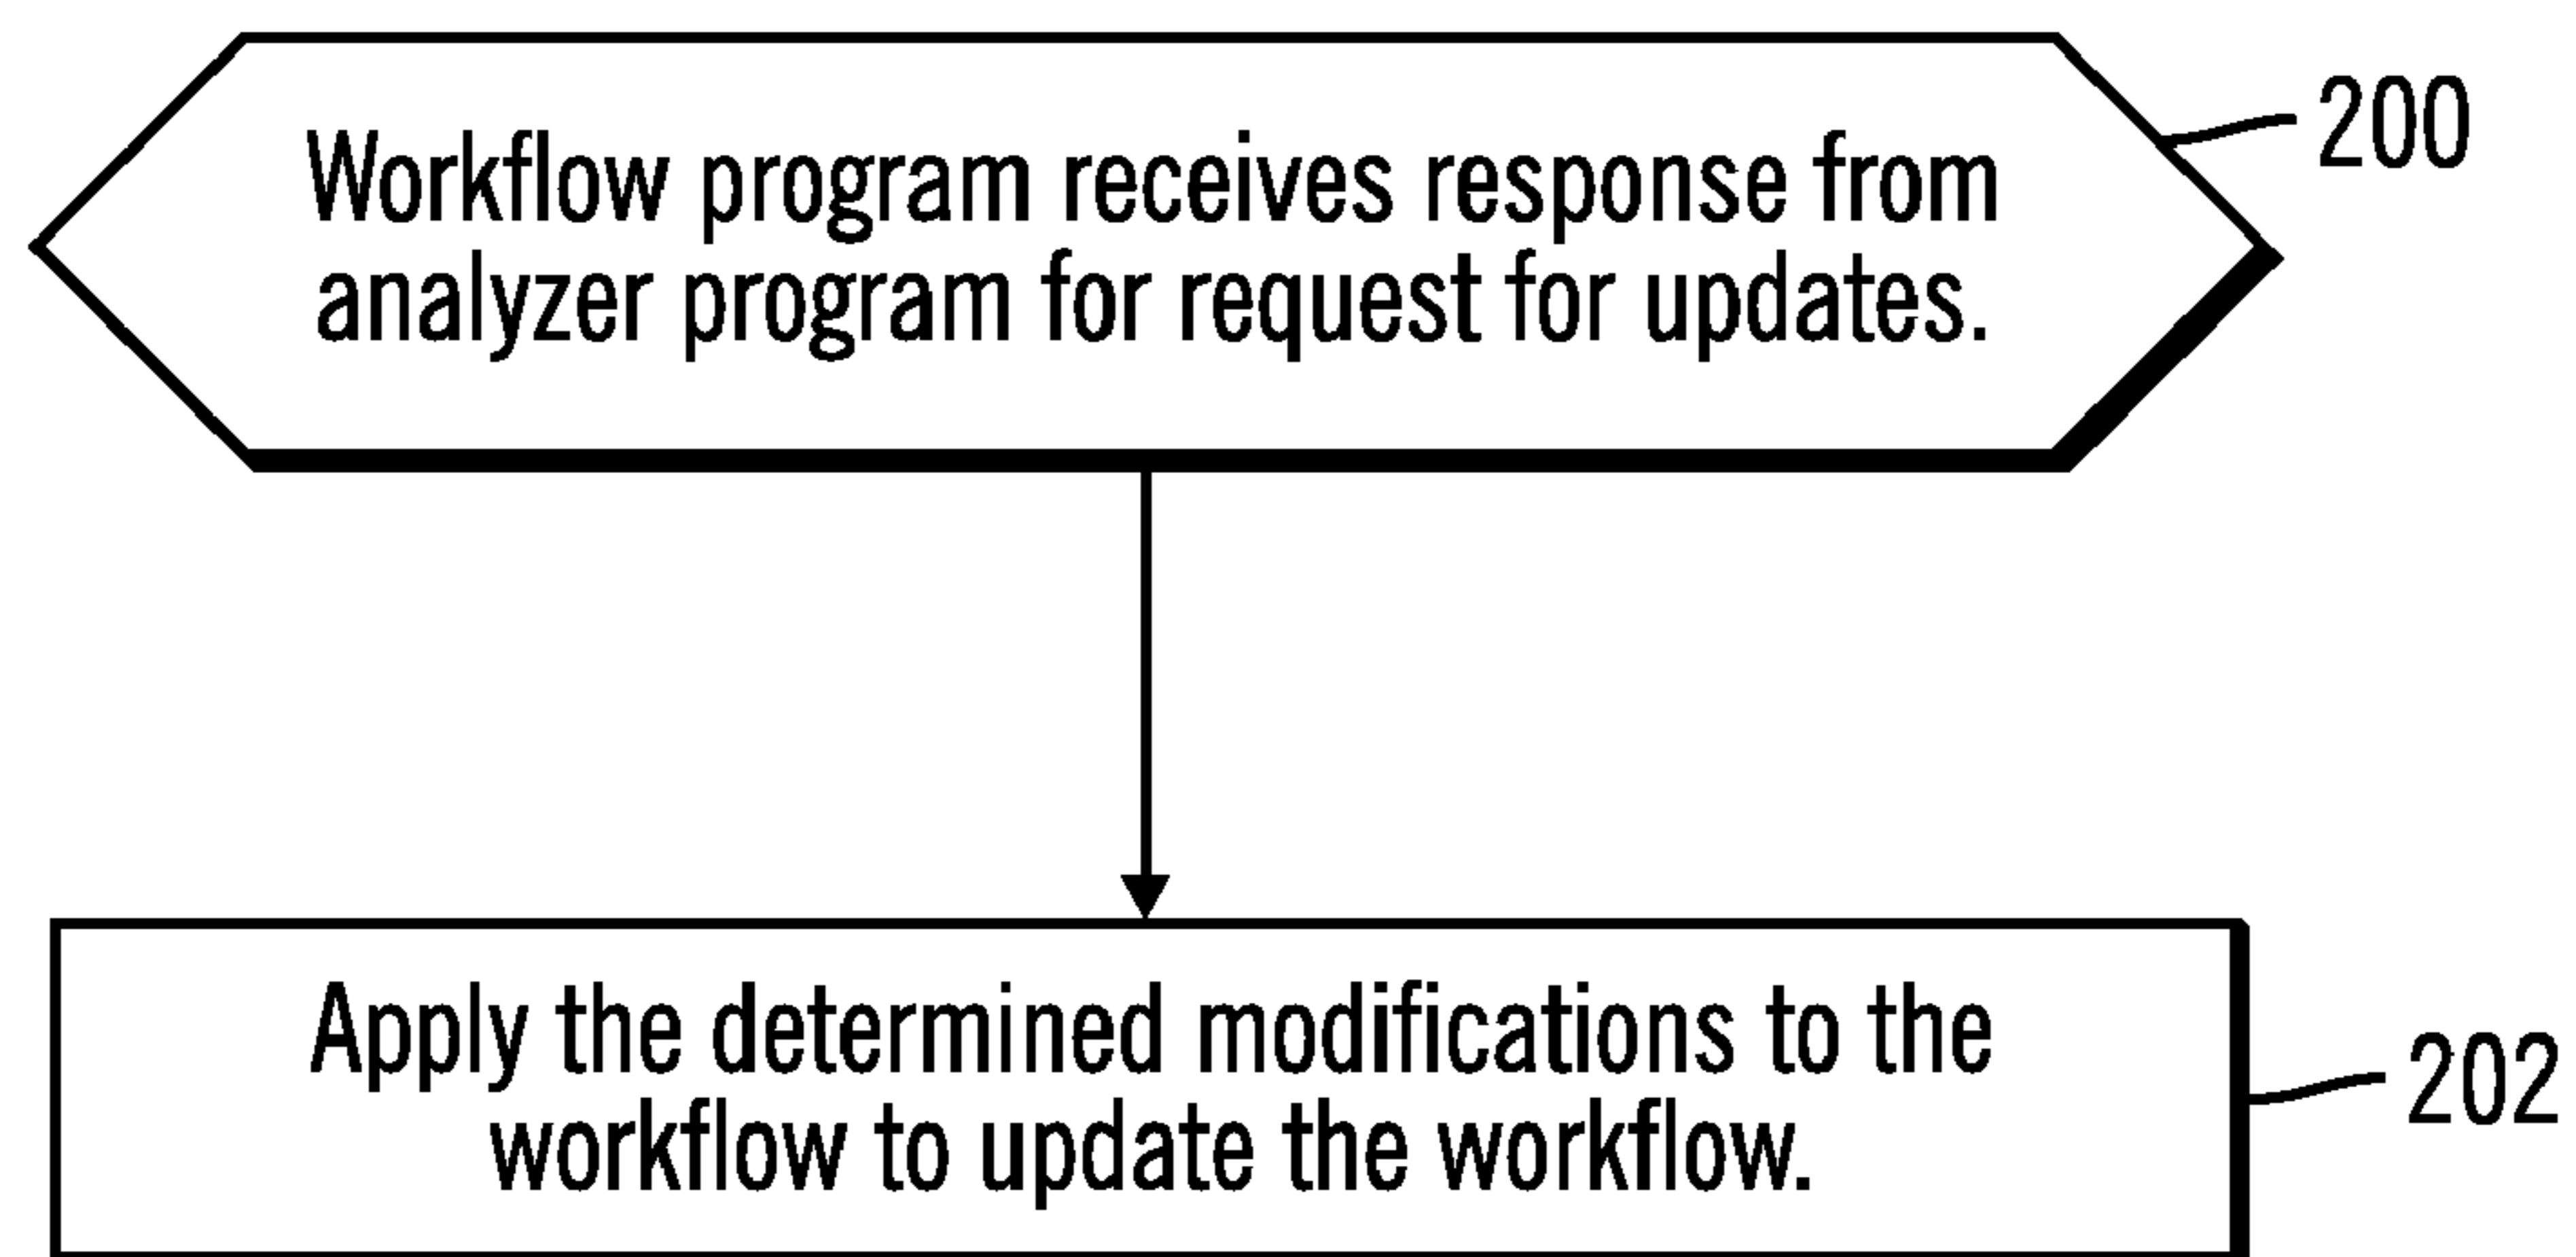 Workflow program receives response from
analyzer program for request for updates.
200
Apply the determined modifications to the
workflow to update the workflow.
202